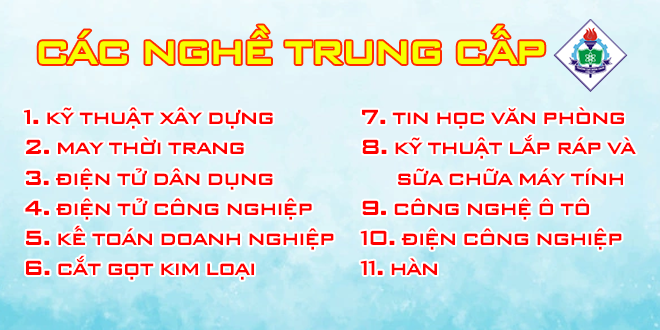 CÁC NGHỀ TRUNG CẤP
1. KỸ THUẬT XÂY DỰNG
2. MAY THỜI TRANG
3. ĐIỆN TỬ DÂN DỤNG
4. ĐIỆN TỬ CÔNG NGHIỆP
5. KẾ TOÁN DOANH NGHIỆP
6. CẮT GỌT KIM LOẠI
7. TIN HỌC VĂN PHÒNG
8. KỸ THUẬT LẮP RÁP VÀ
SỮA CHỮA MÁY TÍNH
9. CÔNG NGHỆ Ô TÔ
10. ĐIỆN CÔNG NGHIỆP
11. HÀN